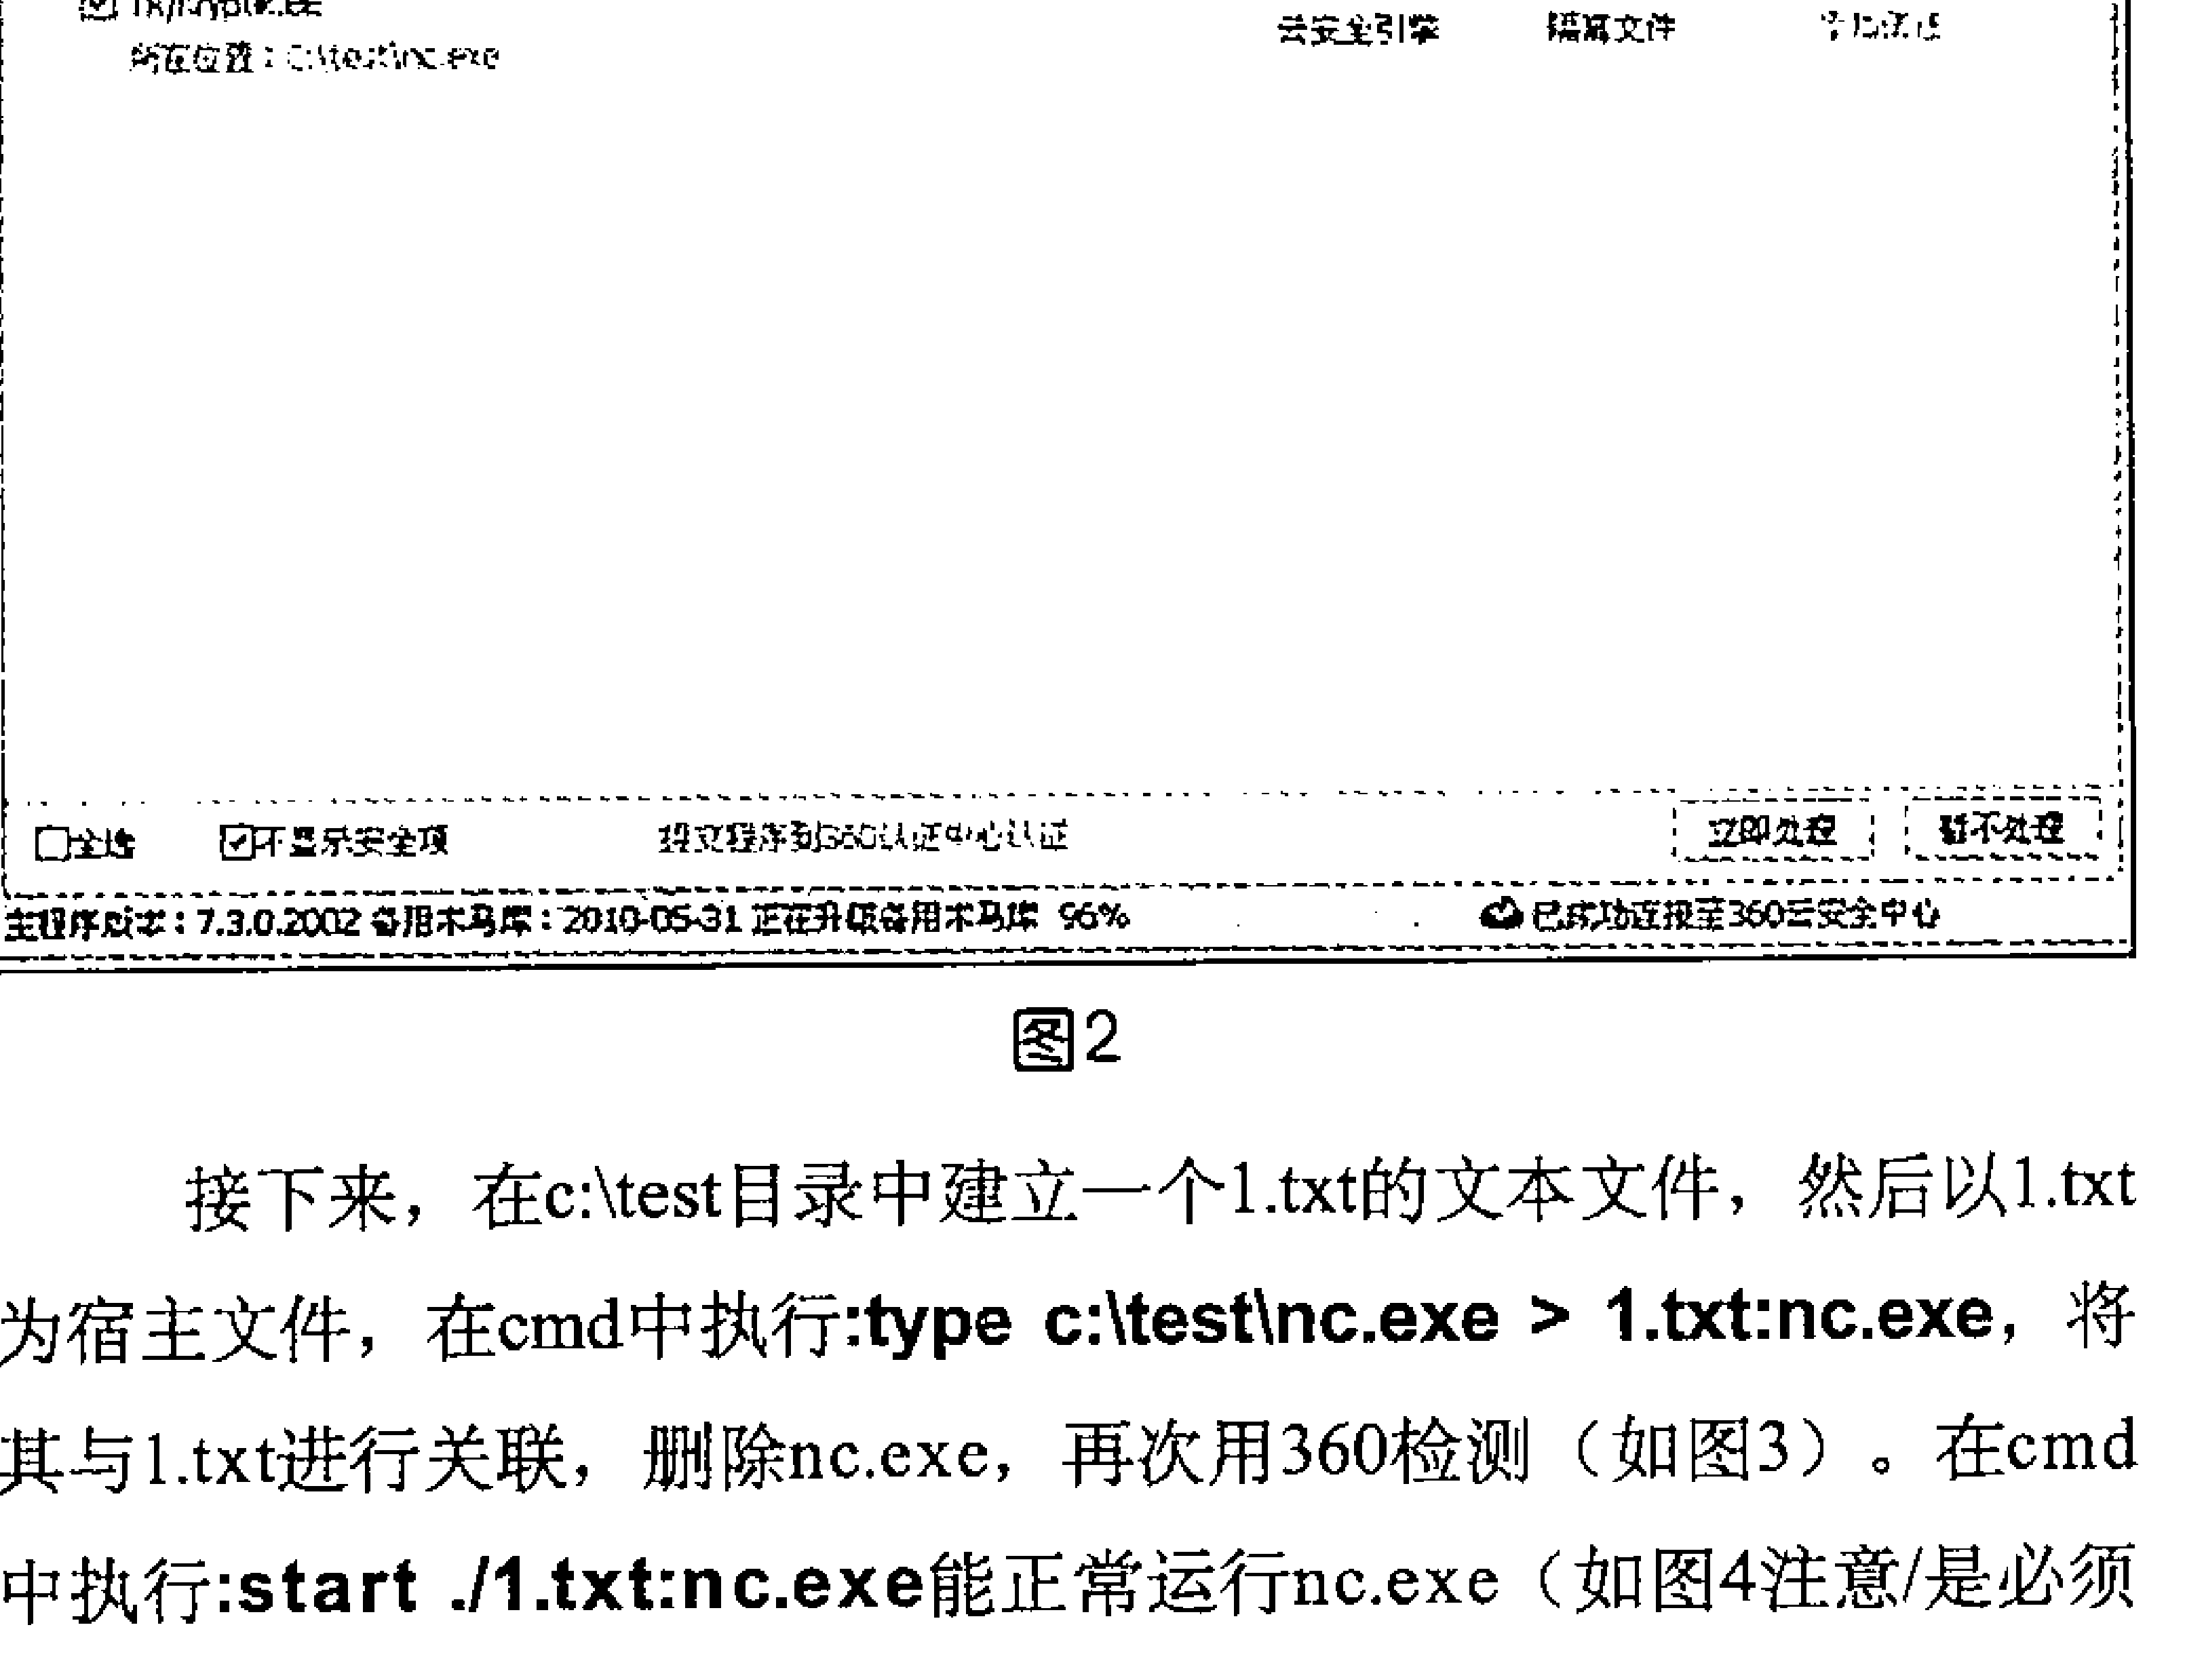 所在位置：C:\test\nc.exe
云安全引擎 隔离文件
全选 不显示安全项 提交程序到360认证中心认证 立即处理 暂不处理
主程序版本：7.3.0.2002 备用木马库：2010-05-31 正在升级备用木马库 96% 已成功连接至360云安全中心
图2
接下来，在c:\test目录中建立一个1.txt的文本文件，然后以1.txt
为宿主文件，在cmd中执行:type c:\test\nc.exe > 1.txt:nc.exe，将
其与1.txt进行关联，删除nc.exe，再次用360检测（如图3）。在cmd
中执行:start ./1.txt:nc.exe能正常运行nc.exe（如图4注意/是必须